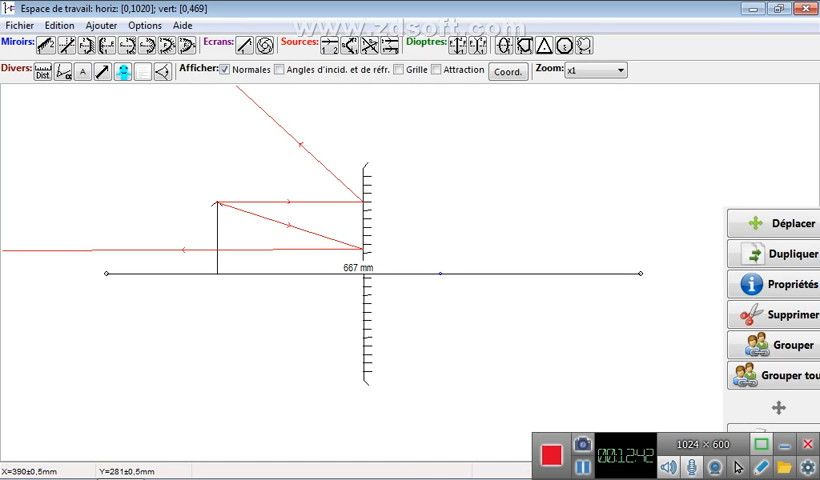 Espace de travail: horiz: [0,1020]; vert: [0,469]
www.zdsoft.com
Fichier Edition Ajouter Options Aide
Miroirs: Ecrans: Sources: Dioptres:
Divers: Dist. A Afficher: Normales Angles d'incid. et de réfr. Grille Attraction Coord. Zoom: x1
Déplacer
Dupliquer
667 mm
Propriétés
Supprimer
Grouper
Grouper tou
1024 × 600
00:12:42
X=390±0,5mm Y=281±0,5mm